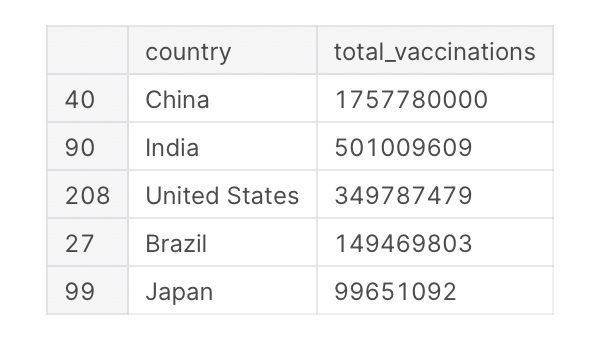 country total_vaccinations
40 China 1757780000
90 India 501009609
208 United States 349787479
27 Brazil 149469803
99 Japan 99651092